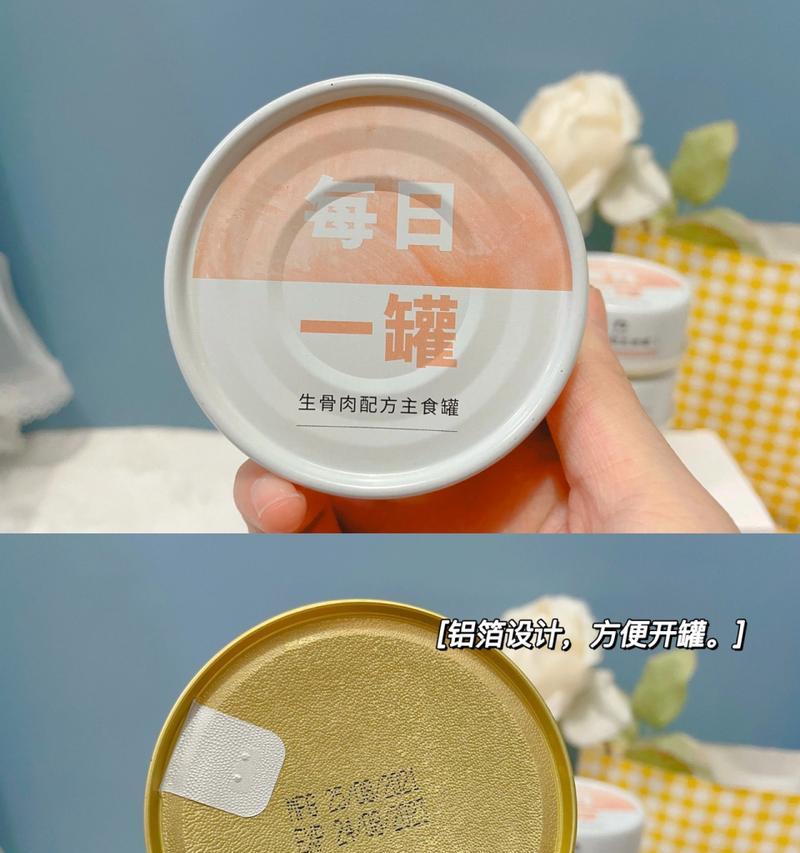 每日
一罐
生骨肉配方主食罐
[铝箔设计，方便开罐。]
MFG 25/08/2021
EXP 24/08/2023